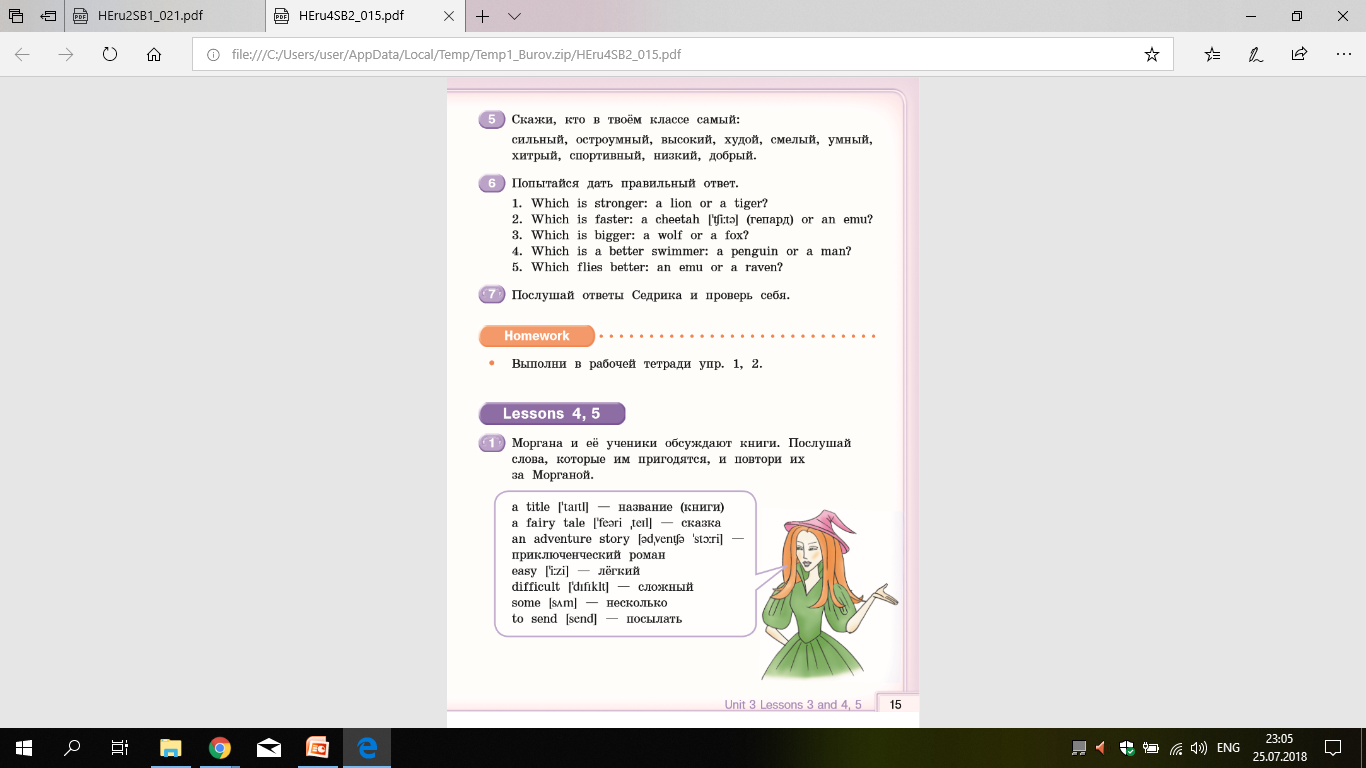 HEru2SB1_021.pdf
HEru4SB2_015.pdf
file:///C:/Users/user/AppData/Local/Temp/Temp1_Burov.zip/HEru4SB2_015.pdf
5 Скажи, кто в твоём классе самый:
сильный, остроумный, высокий, худой, смелый, умный,
хитрый, спортивный, низкий, добрый.
6 Попытайся дать правильный ответ.
1. Which is stronger: a lion or a tiger?
2. Which is faster: a cheetah [ˈʧiːtə] (гепард) or an emu?
3. Which is bigger: a wolf or a fox?
4. Which is a better swimmer: a penguin or a man?
5. Which flies better: an emu or a raven?
7 Послушай ответы Седрика и проверь себя.
Homework
• Выполни в рабочей тетради упр. 1, 2.
Lessons 4, 5
1 Моргана и её ученики обсуждают книги. Послушай
слова, которые им пригодятся, и повтори их
за Морганой.
a title [ˈtaɪtl] — название (книги)
a fairy tale [ˈfeəri ˌteɪl] — сказка
an adventure story [ədˌvenʧə ˈstɔːri] —
приключенческий роман
easy [ˈiːzi] — лёгкий
difficult [ˈdɪfɪklt] — сложный
some [sʌm] — несколько
to send [send] — посылать
Unit 3 Lessons 3 and 4, 5
15
ENG
23:05
25.07.2018